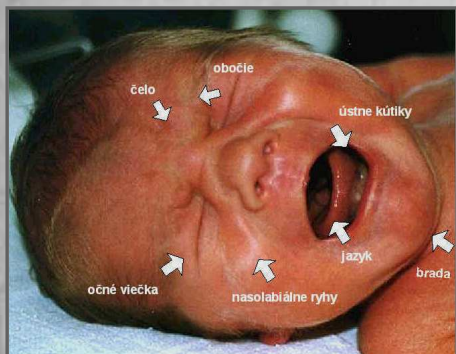 obočie
čelo
ústne kútiky
jazyk
brada
očné viečka
nasolabiálne ryhy